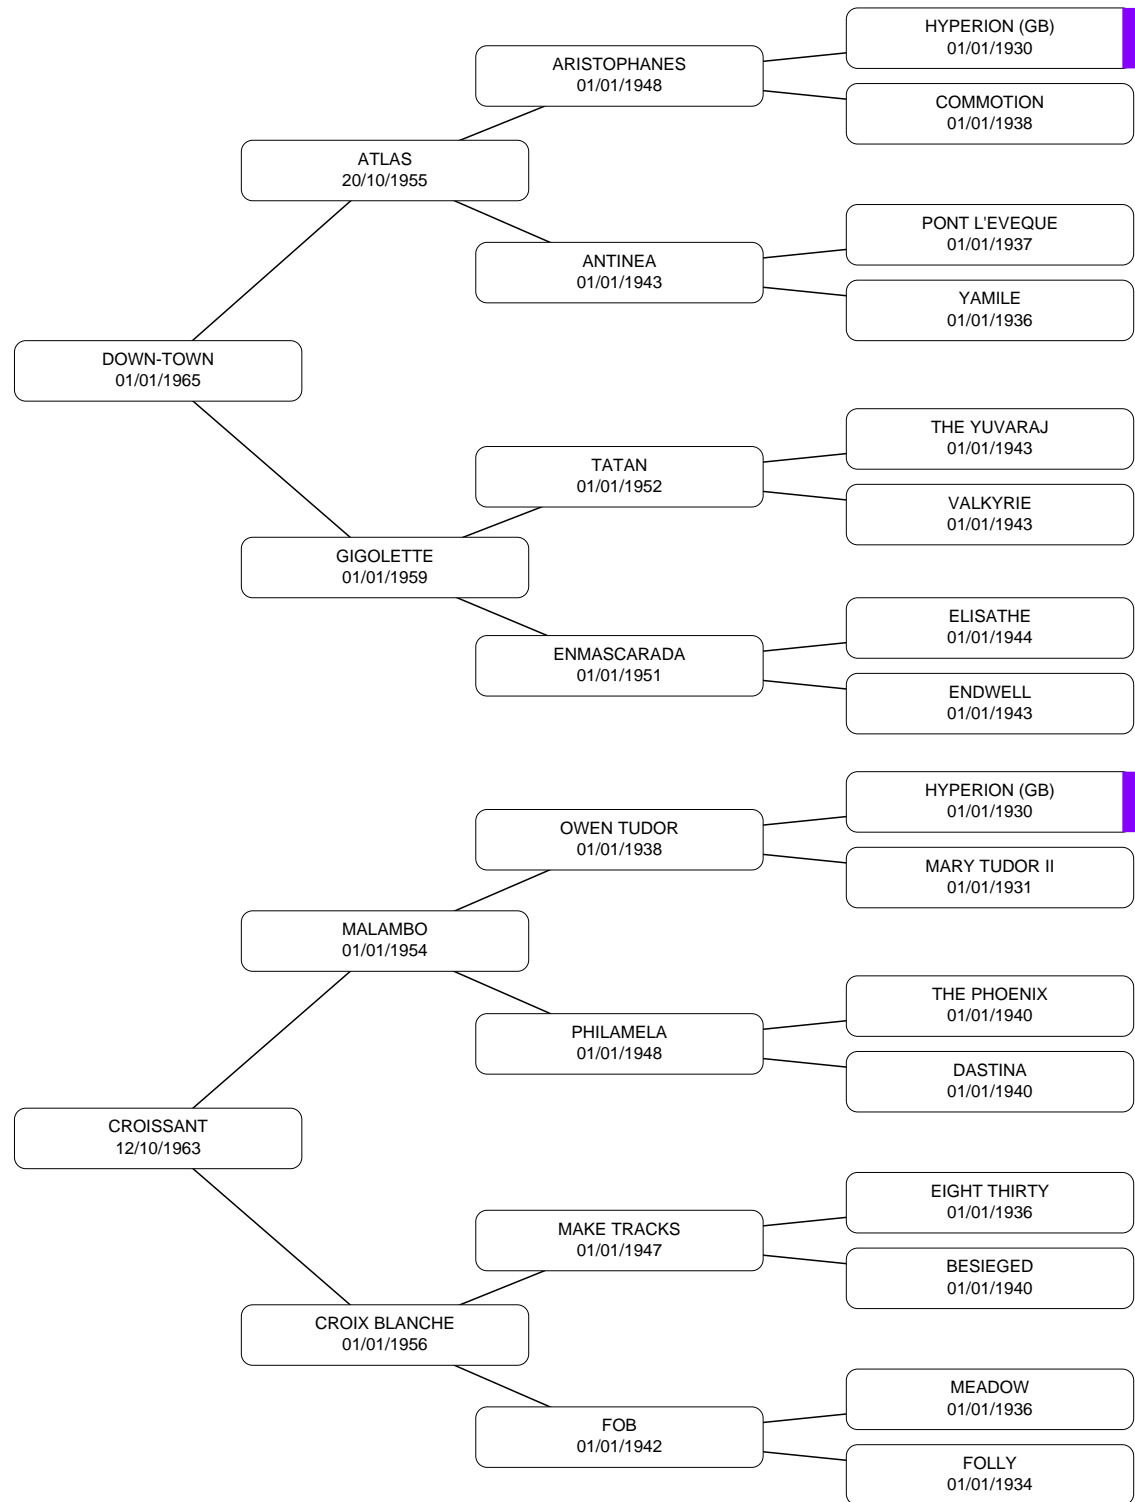 HYPERION (GB)
01/01/1930
ARISTOPHANES
01/01/1948
COMMOTION
01/01/1938
ATLAS
20/10/1955
PONT L'EVEQUE
01/01/1937
ANTINEA
01/01/1943
YAMILE
01/01/1936
DOWN-TOWN
01/01/1965
THE YUVARAJ
01/01/1943
TATAN
01/01/1952
VALKYRIE
01/01/1943
GIGOLETTE
01/01/1959
ELISATHE
01/01/1944
ENMASCARADA
01/01/1951
ENDWELL
01/01/1943
HYPERION (GB)
01/01/1930
OWEN TUDOR
01/01/1938
MARY TUDOR II
01/01/1931
MALAMBO
01/01/1954
THE PHOENIX
01/01/1940
PHILAMELA
01/01/1948
DASTINA
01/01/1940
CROISSANT
12/10/1963
EIGHT THIRTY
01/01/1936
MAKE TRACKS
01/01/1947
BESIEGED
01/01/1940
CROIX BLANCHE
01/01/1956
MEADOW
01/01/1936
FOB
01/01/1942
FOLLY
01/01/1934